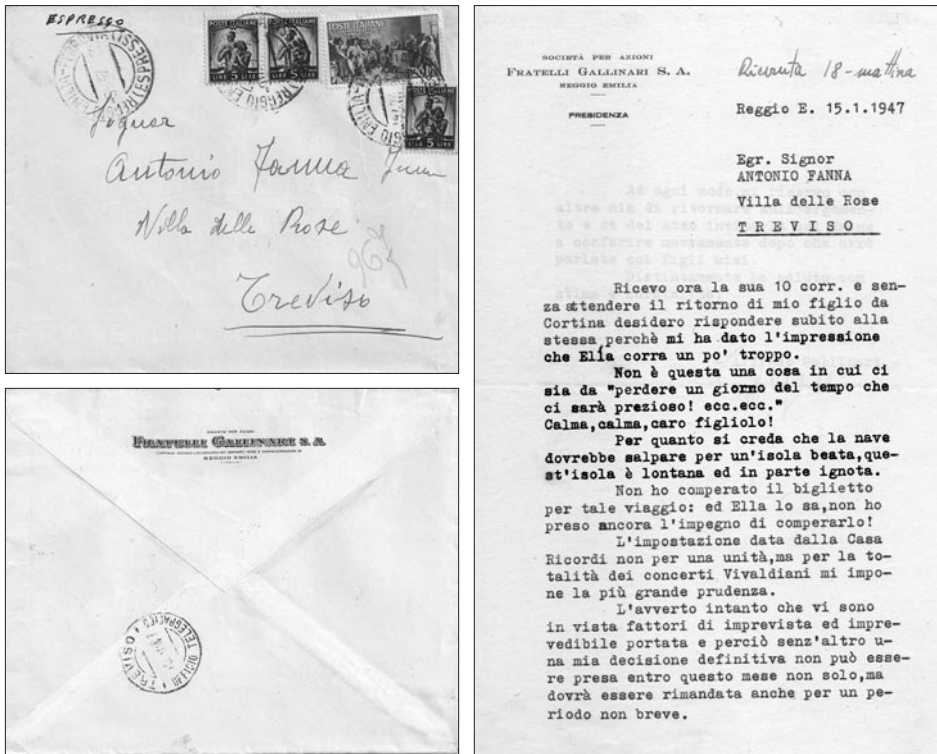 ESPRESSO
POSTE ITALIANE
LIRE 5 LIRE
LIRE 5 LIRE
LIRE 5 LIRE
Signor
Antonio Fanna
Villa delle Rose
Treviso
FRATELLI GALLINARI S.A.
REGGIO EMILIA
TREVISO
UFFICIO TELEGRAFICO
SOCIETÀ PER AZIONI
FRATELLI GALLINARI S. A.
REGGIO EMILIA
PRESIDENZA
Ricevuta 18-mattina
Reggio E. 15.1.1947
Egr. Signor
ANTONIO FANNA
Villa delle Rose
TREVISO
Ricevo ora la sua 10 corr. e sen-
za attendere il ritorno di mio figlio da
Cortina desidero rispondere subito alla
stessa perchè mi ha dato l'impressione
che Ella corra un po' troppo.
Non è questa una cosa in cui ci
sia da "perdere un giorno del tempo che
ci sarà prezioso! ecc.ecc."
Calma,calma,caro figliolo!
Per quanto si creda che la nave
dovrebbe salpare per un'isola beata,que-
st'isola è lontana ed in parte ignota.
Non ho comperato il biglietto
per tale viaggio: ed Ella lo sa,non ho
preso ancora l'impegno di comperarlo!
L'impostazione data dalla Casa
Ricordi non per una unità,ma per la to-
talità dei concerti Vivaldiani mi impo-
ne la più grande prudenza.
L'avverto intanto che vi sono
in vista fattori di imprevista ed impre-
vedibile portata e perciò senz'altro u-
na mia decisione definitiva non può esse-
re presa entro questo mese non solo,ma
dovrà essere rimandata anche per un pe-
riodo non breve.